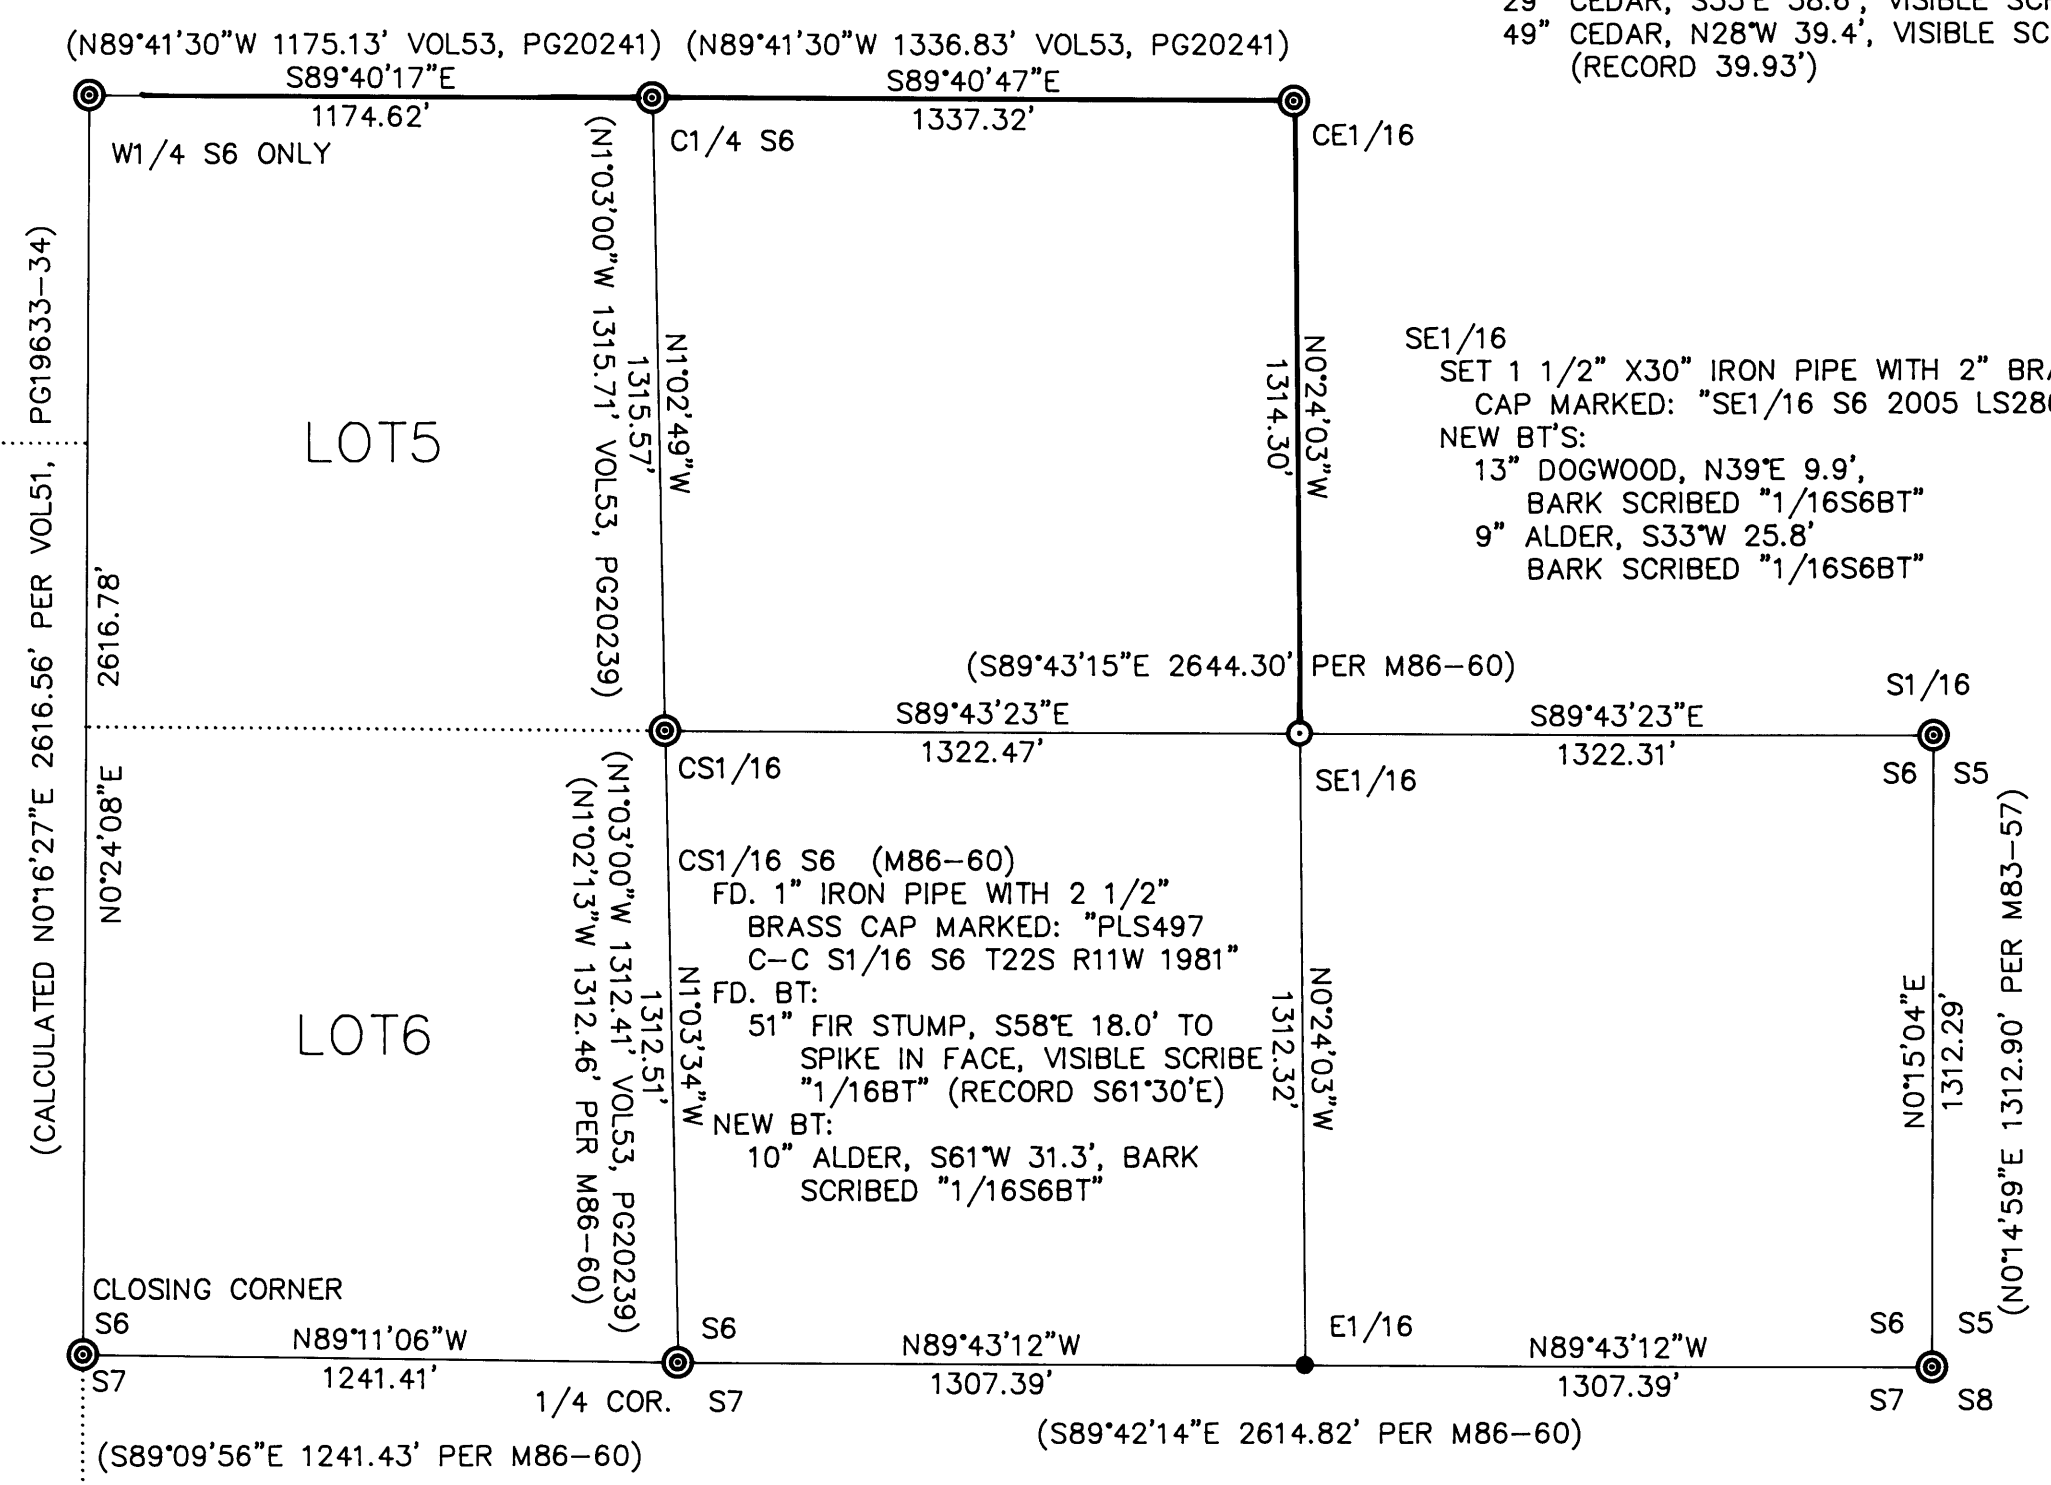 29" CEDAR, S33°E 38.8',
49" CEDAR, N28°W 39.4', VISIBLE
(RECORD 39.93')
(N89°41'30"W 1175.13' VOL53, PG20241) (N89°41'30"W 1336.83' VOL53, PG20241)
S89°40'17"E
1174.62'
S89°40'47"E
1337.32'
W1/4 S6 ONLY
C1/4 S6
CE1/16
(CALCULATED N0°16'27"E 2616.56' PER VOL51, PG19633-34)
N0°24'08"E 2616.78'
LOT5
(N1°03'00"W 1315.71' VOL53, PG20239)
1315.57'
N1°02'49"W
1314.30'
N0°24'03"W
SE1/16
SET 1 1/2" X30" IRON PIPE WITH 2"
CAP MARKED: "SE1/16 S6 2005
NEW BT'S:
13" DOGWOOD, N39°E 9.9',
BARK SCRIBED "1/16S6BT"
9" ALDER, S33°W 25.8'
BARK SCRIBED "1/16S6BT"
(S89°43'15"E 2644.30' PER M86-60)
S1/16
S89°43'23"E
1322.47'
S89°43'23"E
1322.31'
CS1/16
SE1/16
S6 S5
LOT6
(N1°02'13"W 1312.46' PER M86-60)
(N1°03'00"W 1312.41' VOL53, PG20239)
1312.51'
N1°03'34"W
CS1/16 S6 (M86-60)
FD. 1" IRON PIPE WITH 2 1/2"
BRASS CAP MARKED: "PLS497
C-C S1/16 S6 T22S R11W 1981"
FD. BT:
51" FIR STUMP, S58°E 18.0' TO
SPIKE IN FACE, VISIBLE SCRIBE
"1/16BT" (RECORD S61°30'E)
NEW BT:
10" ALDER, S61°W 31.3', BARK
SCRIBED "1/16S6BT"
1312.32'
N0°24'03"W
N0°15'04"E
1312.29'
(N0°14'59"E 1312.90' PER M83-57)
CLOSING CORNER
S6
S7
N89°11'06"W
1241.41'
S6
1/4 COR. S7
N89°43'12"W
1307.39'
E1/16
N89°43'12"W
1307.39'
S6 S5
S7 S8
(S89°42'14"E 2614.82' PER M86-60)
(S89°09'56"E 1241.43' PER M86-60)